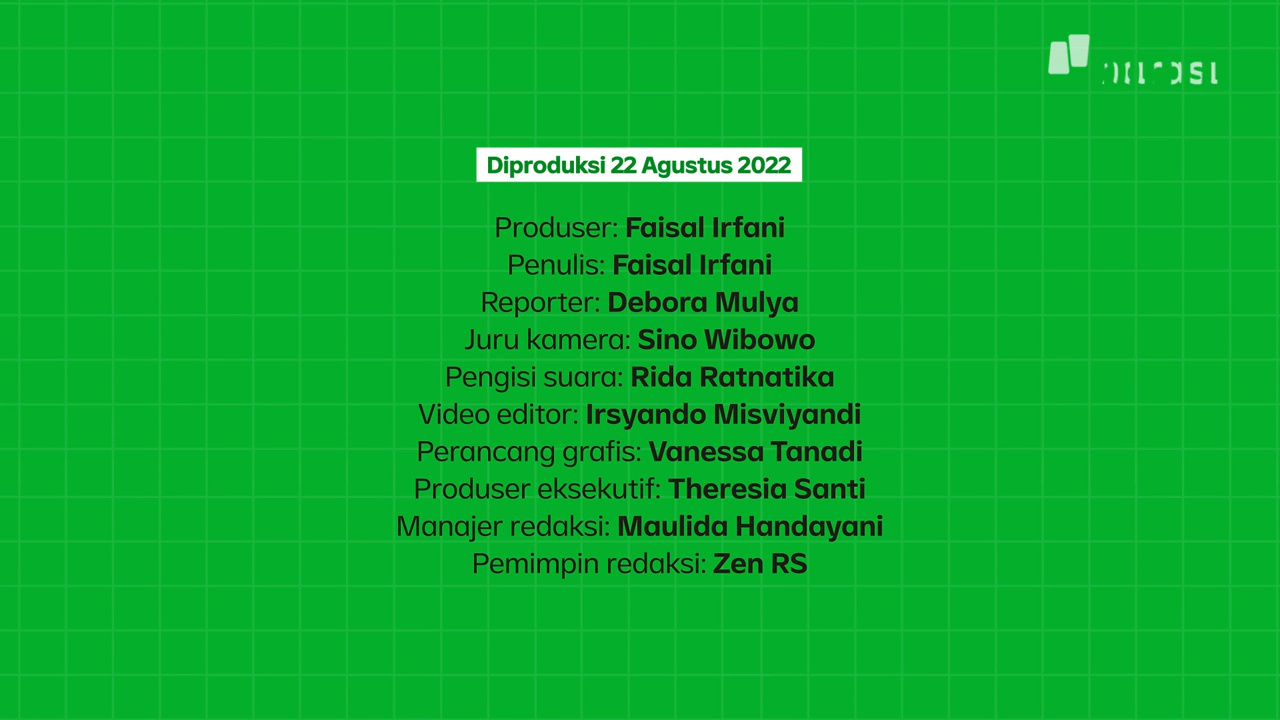 Diproduksi 22 Agustus 2022
Produser: Faisal Irfani
Penulis: Faisal Irfani
Reporter: Debora Mulya
Juru kamera: Sino Wibowo
Pengisi suara: Rida Ratnatika
Video editor: Irsyando Misviyandi
Perancang grafis: Vanessa Tanadi
Produser eksekutif: Theresia Santi
Manajer redaksi: Maulida Handayani
Pemimpin redaksi: Zen RS